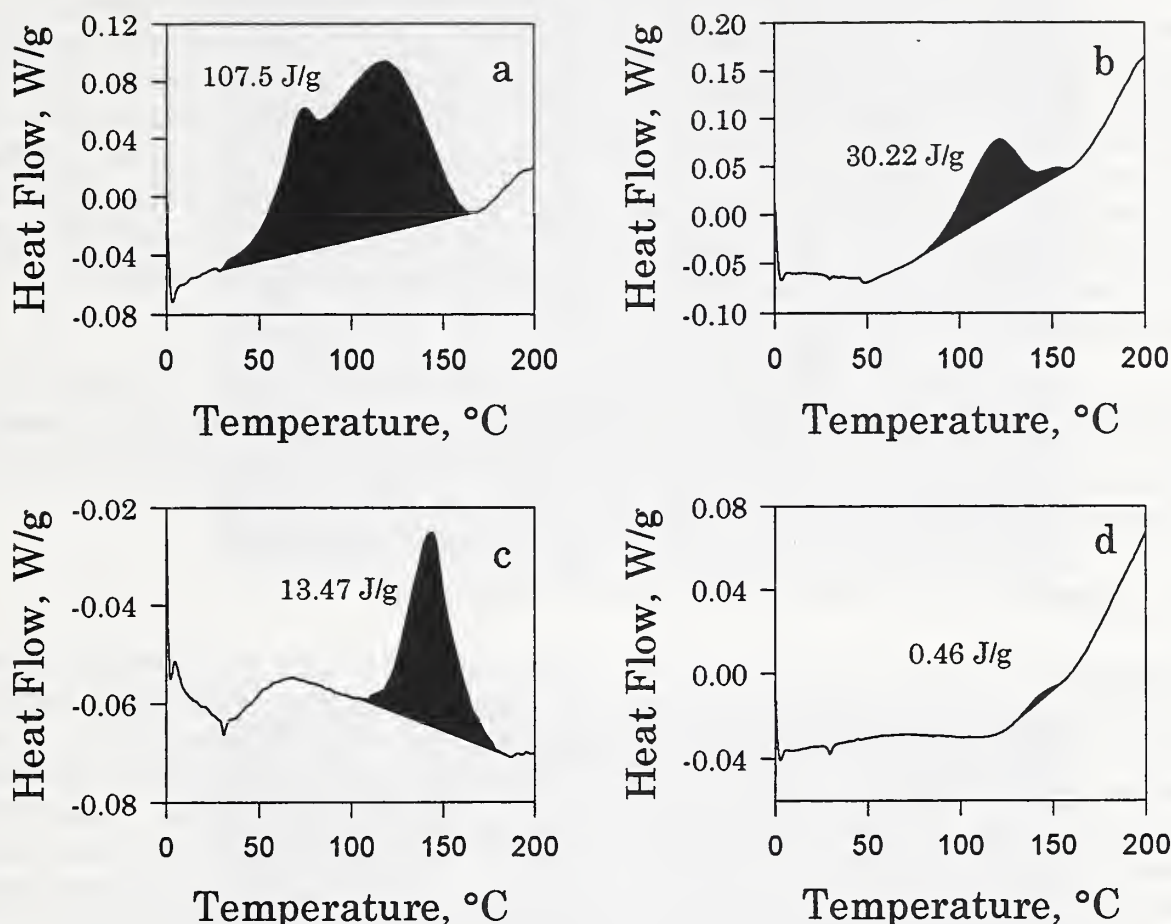 Heat Flow, W/g
0.12
0.08
0.04
0.00
-0.04
-0.08
107.5 J/g
a
0 50 100 150 200
Temperature, °C
Heat Flow, W/g
0.20
0.15
0.10
0.05
0.00
-0.05
-0.10
30.22 J/g
b
0 50 100 150 200
Temperature, °C
Heat Flow, W/g
-0.02
-0.04
-0.06
-0.08
13.47 J/g
c
0 50 100 150 200
Temperature, °C
Heat Flow, W/g
0.08
0.04
0.00
-0.04
0.46 J/g
d
0 50 100 150 200
Temperature, °C